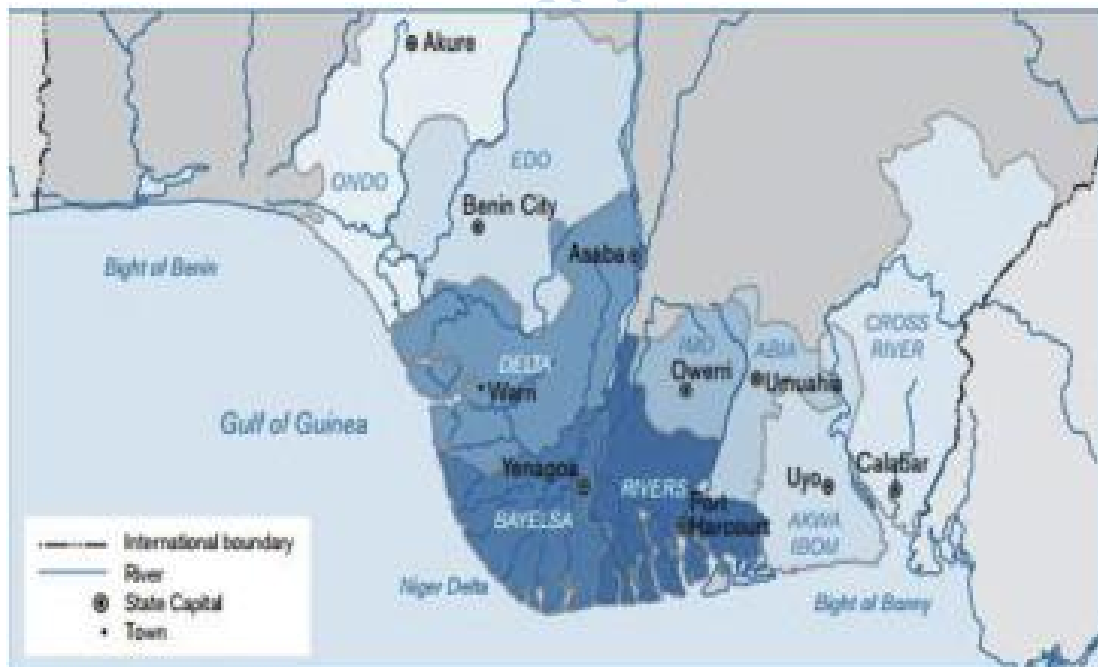 Akure
EDO
ONDO
Benin City
Asaba
Bight of Benin
IMO
ABIA
CROSS
RIVER
DELTA
Owerri
Umuahia
Warri
Gulf of Guinea
Yenagoa
RIVERS
Uyo
Calabar
Port
Harcourt
BAYELSA
AKWA
IBOM
Niger Delta
Bight of Bonny
International boundary
River
State Capital
Town